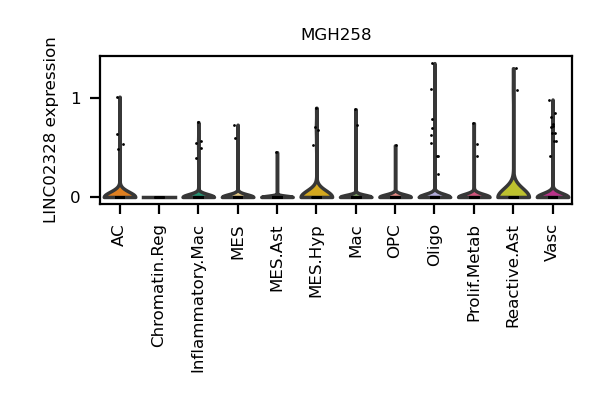 MGH258
LINC02328 expression
1
0
AC
Chromatin.Reg
Inflammatory.Mac
MES
MES.Ast
MES.Hyp
Mac
OPC
Oligo
Prolif.Metab
Reactive.Ast
Vasc